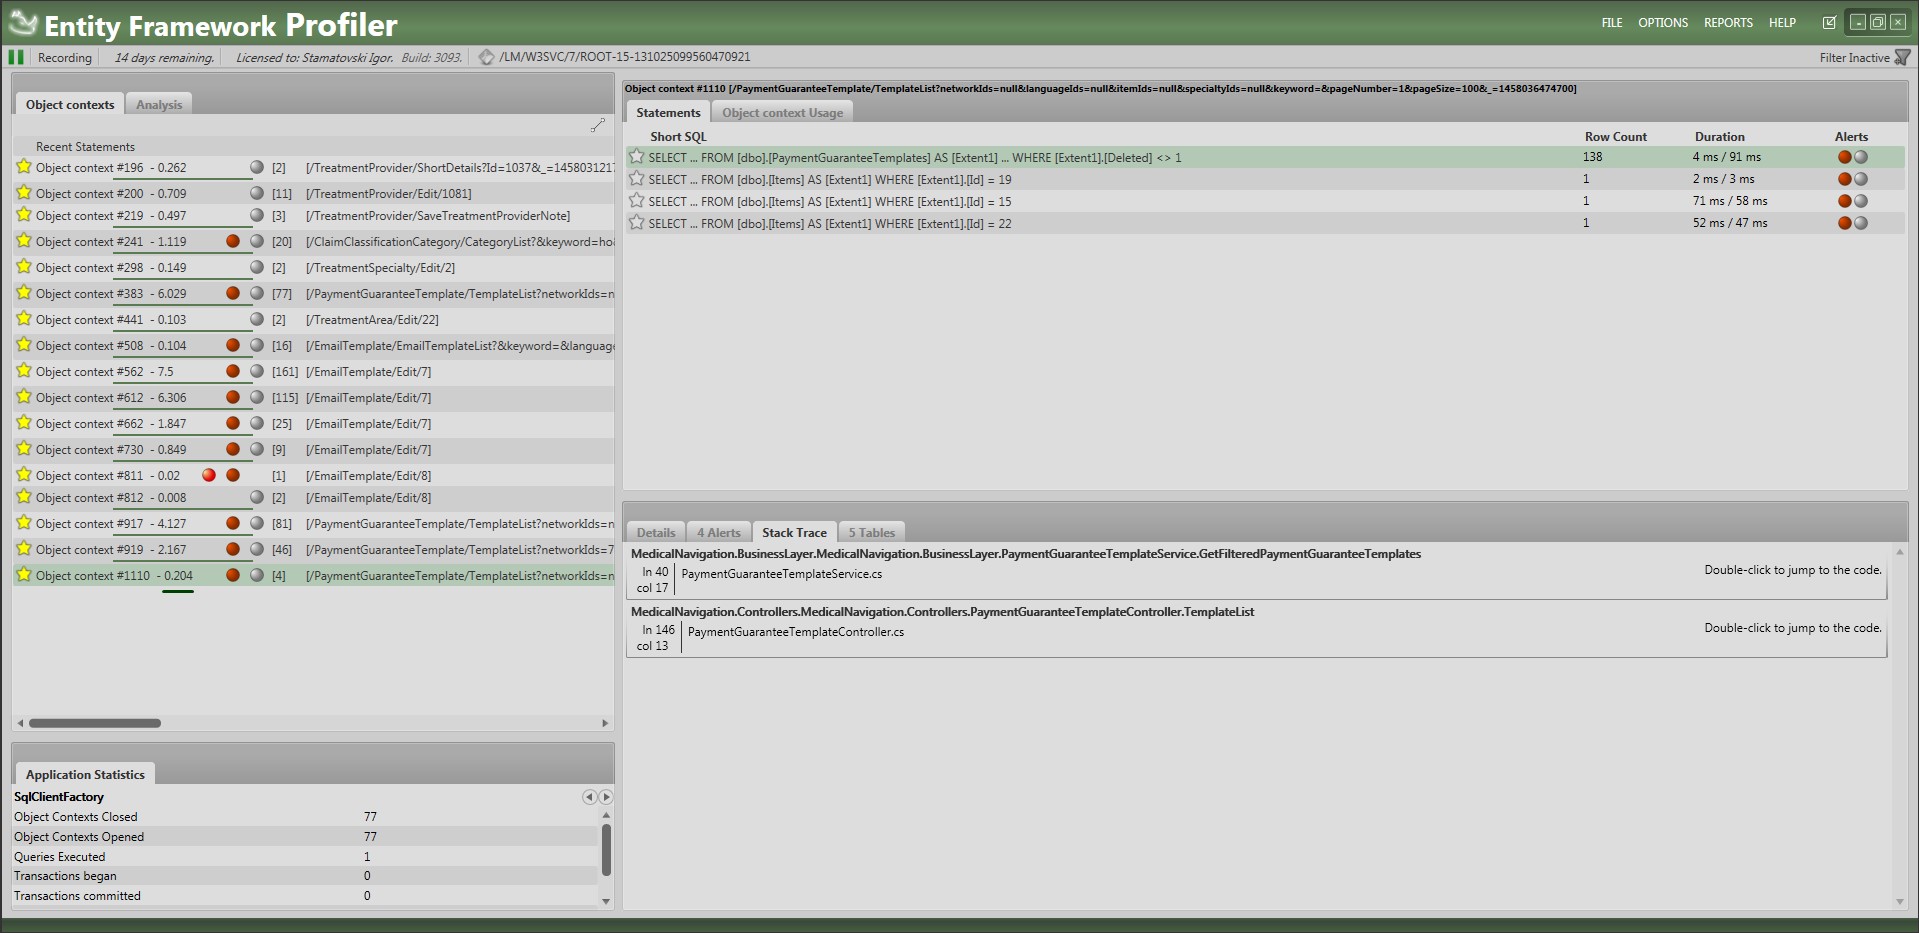 Entity Framework Profiler
FILE OPTIONS REPORTS HELP
Recording 14 days remaining. Licensed to: Stamatovski Igor. Build: 3093. /LM/W3SVC/7/ROOT-15-131025099560470921 Filter Inactive
Object contexts Analysis
Recent Statements
Object context #196 - 0.262 [2] [/TreatmentProvider/ShortDetails?Id=1037&_=1458031217
Object context #200 - 0.709 [11] [/TreatmentProvider/Edit/1081]
Object context #219 - 0.497 [3] [/TreatmentProvider/SaveTreatmentProviderNote]
Object context #241 - 1.119 [20] [/ClaimClassificationCategory/CategoryList?&keyword=ho
Object context #298 - 0.149 [2] [/TreatmentSpecialty/Edit/2]
Object context #383 - 6.029 [77] [/PaymentGuaranteeTemplate/TemplateList?networkIds=n
Object context #441 - 0.103 [2] [/TreatmentArea/Edit/22]
Object context #508 - 0.104 [16] [/EmailTemplate/EmailTemplateList?&keyword=&languag
Object context #562 - 7.5 [161] [/EmailTemplate/Edit/7]
Object context #612 - 6.306 [115] [/EmailTemplate/Edit/7]
Object context #662 - 1.847 [25] [/EmailTemplate/Edit/7]
Object context #730 - 0.849 [9] [/EmailTemplate/Edit/7]
Object context #811 - 0.02 [1] [/EmailTemplate/Edit/8]
Object context #812 - 0.008 [2] [/EmailTemplate/Edit/8]
Object context #917 - 4.127 [81] [/PaymentGuaranteeTemplate/TemplateList?networkIds=n
Object context #919 - 2.167 [46] [/PaymentGuaranteeTemplate/TemplateList?networkIds=7
Object context #1110 - 0.204 [4] [/PaymentGuaranteeTemplate/TemplateList?networkIds=n
Application Statistics
SqlClientFactory
Object Contexts Closed 77
Object Contexts Opened 77
Queries Executed 1
Transactions began 0
Transactions committed 0
Object context #1110 [/PaymentGuaranteeTemplate/TemplateList?networkIds=null&languageIds=null&itemIds=null&specialtyIds=null&keyword=&pageNumber=1&pageSize=100&_=1458036474700]
Statements Object context Usage
Short SQL Row Count Duration Alerts
SELECT ... FROM [dbo].[PaymentGuaranteeTemplates] AS [Extent1] ... WHERE [Extent1].[Deleted] <> 1 138 4 ms / 91 ms
SELECT ... FROM [dbo].[Items] AS [Extent1] WHERE [Extent1].[Id] = 19 1 2 ms / 3 ms
SELECT ... FROM [dbo].[Items] AS [Extent1] WHERE [Extent1].[Id] = 15 1 71 ms / 58 ms
SELECT ... FROM [dbo].[Items] AS [Extent1] WHERE [Extent1].[Id] = 22 1 52 ms / 47 ms
Details 4 Alerts Stack Trace 5 Tables
MedicalNavigation.BusinessLayer.MedicalNavigation.BusinessLayer.PaymentGuaranteeTemplateService.GetFilteredPaymentGuaranteeTemplates
ln 40 PaymentGuaranteeTemplateService.cs Double-click to jump to the code.
col 17
MedicalNavigation.Controllers.MedicalNavigation.Controllers.PaymentGuaranteeTemplateController.TemplateList
ln 146 PaymentGuaranteeTemplateController.cs Double-click to jump to the code.
col 13